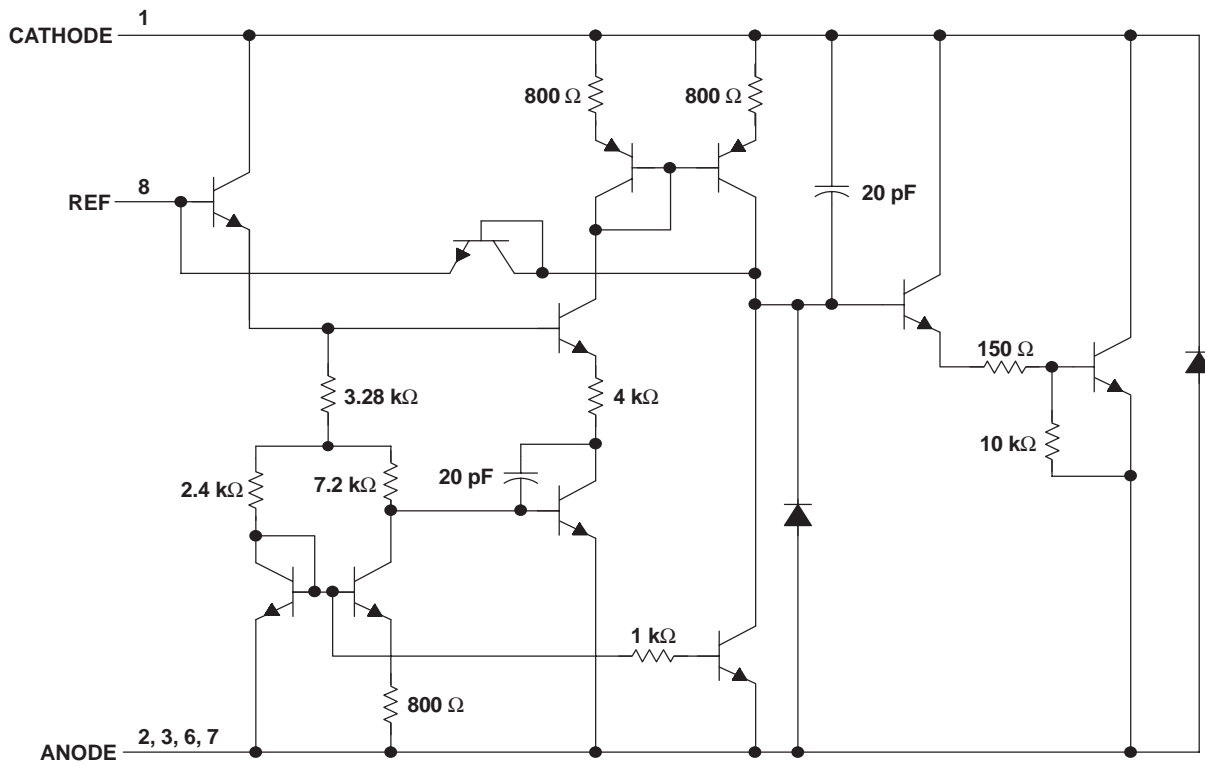 1
CATHODE
800 Ω
800 Ω
8
REF
20 pF
150 Ω
3.28 kΩ
4 kΩ
10 kΩ
2.4 kΩ
7.2 kΩ
20 pF
1 kΩ
800 Ω
2, 3, 6, 7
ANODE